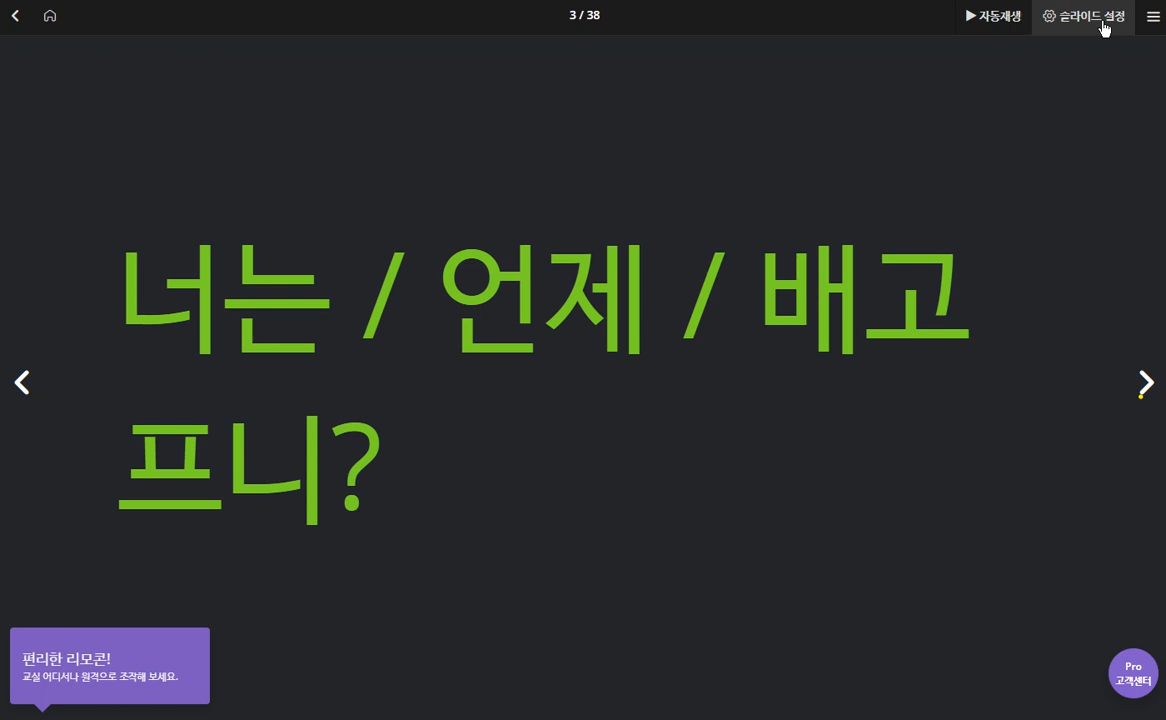 3 / 38
자동재생
슬라이드 설정
너는 / 언제 / 배고
프니?
편리한 리모콘!
교실 어디서나 원격으로 조작해 보세요.
Pro
고객센터